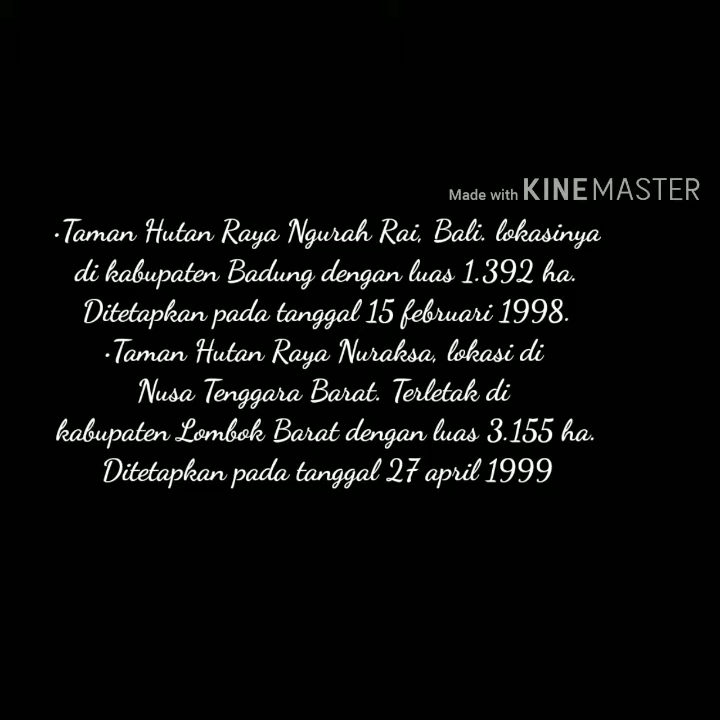 Made with KINEMASTER
•Taman Hutan Raya Ngurah Rai, Bali. lokasinya
di kabupaten Badung dengan luas 1.392 ha.
Ditetapkan pada tanggal 15 februari 1998.
•Taman Hutan Raya Nuraksa, lokasi di
Nusa Tenggara Barat. Terletak di
kabupaten Lombok Barat dengan luas 3.155 ha.
Ditetapkan pada tanggal 27 april 1999